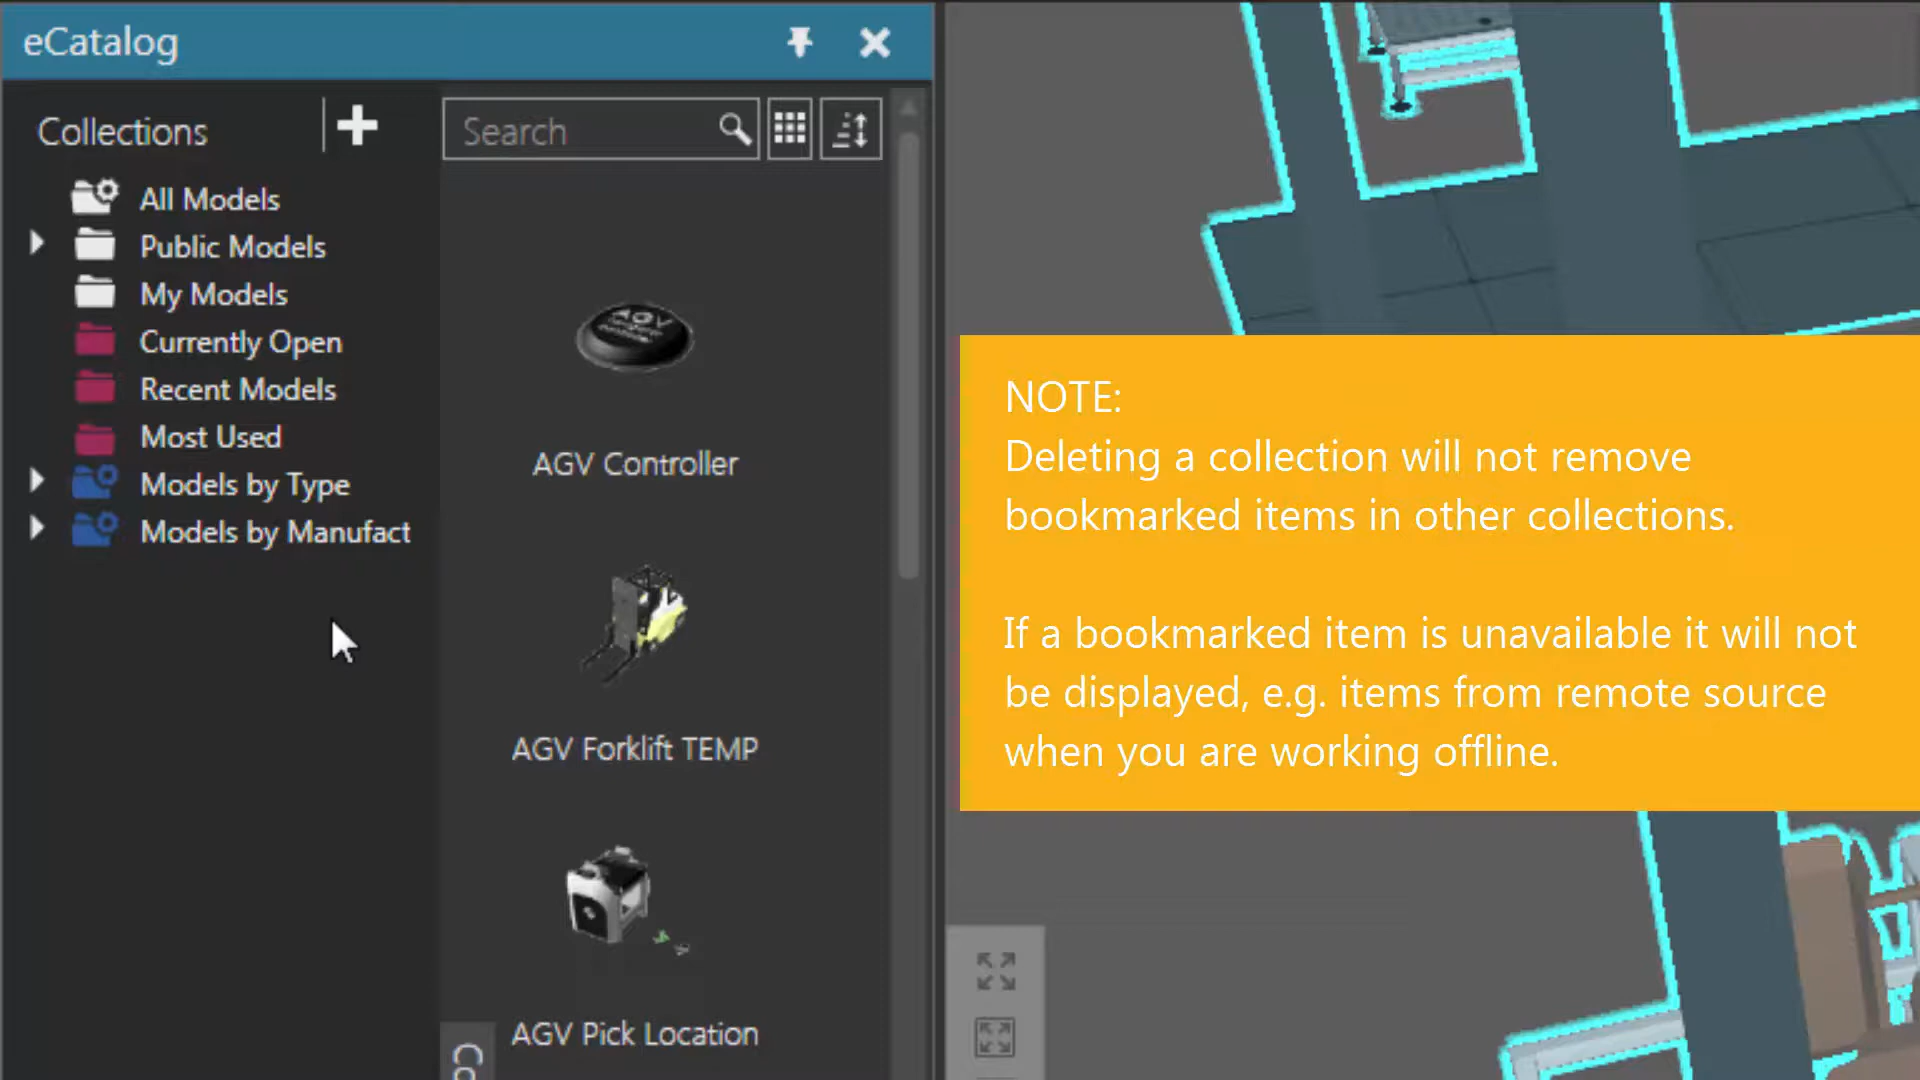 eCatalog
Collections
Search
All Models
Public Models
My Models
Currently Open
Recent Models
Most Used
Models by Type
Models by Manufact
AGV
AGV Controller
AGV Forklift TEMP
AGV Pick Location
Co
NOTE:
Deleting a collection will not remove
bookmarked items in other collections.
If a bookmarked item is unavailable it will not
be displayed, e.g. items from remote source
when you are working offline.